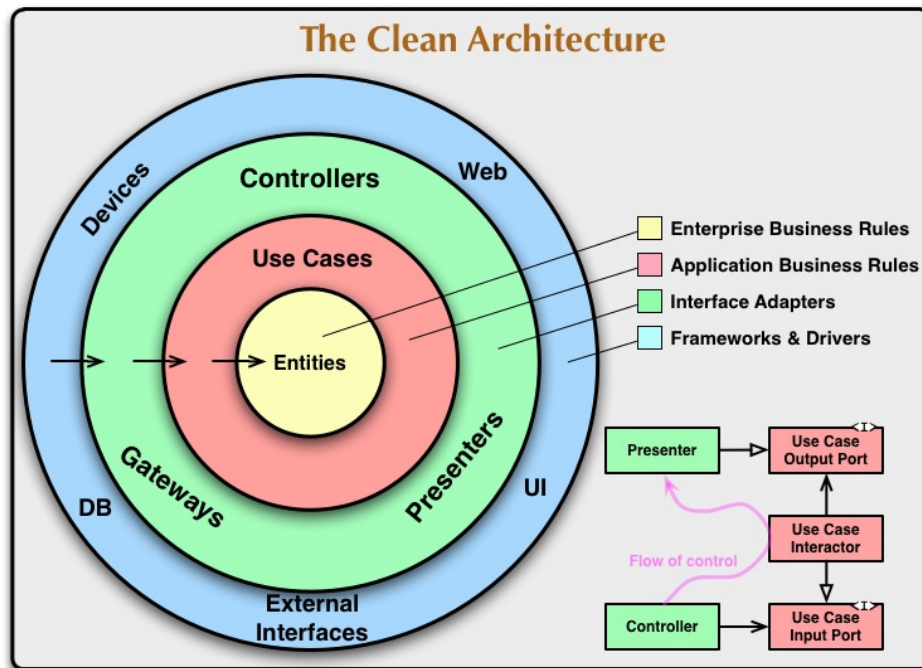 The Clean Architecture
Devices
Web
Controllers
Use Cases
Entities
Gateways
Presenters
DB
UI
External
Interfaces
Enterprise Business Rules
Application Business Rules
Interface Adapters
Frameworks & Drivers
Presenter
<I>
Use Case
Output Port
Use Case
Interactor
Flow of control
Controller
<I>
Use Case
Input Port